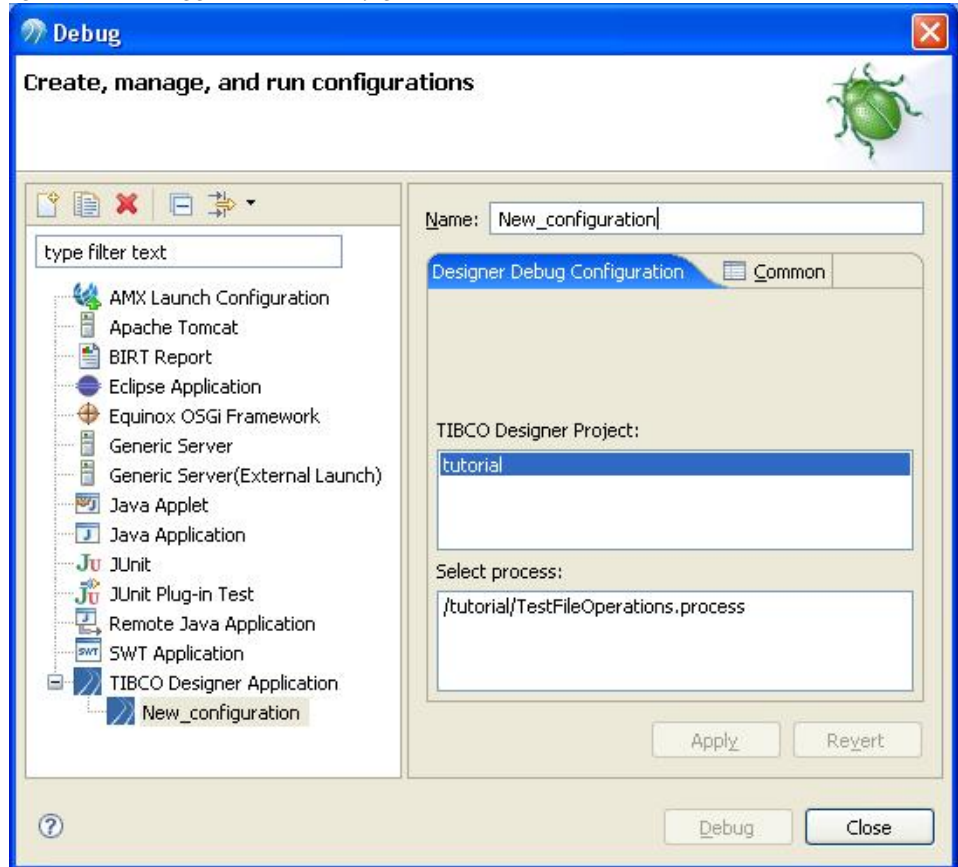 Debug
Create, manage, and run configurations
type filter text
AMX Launch Configuration
Apache Tomcat
BIRT Report
Eclipse Application
Equinox OSGi Framework
Generic Server
Generic Server(External Launch)
Java Applet
Java Application
Ju JUnit
Jü JUnit Plug-in Test
Remote Java Application
SWT SWT Application
TIBCO Designer Application
New_configuration
Name: New_configuration
Designer Debug Configuration Common
TIBCO Designer Project:
tutorial
Select process:
/tutorial/TestFileOperations.process
Apply Revert
Debug Close